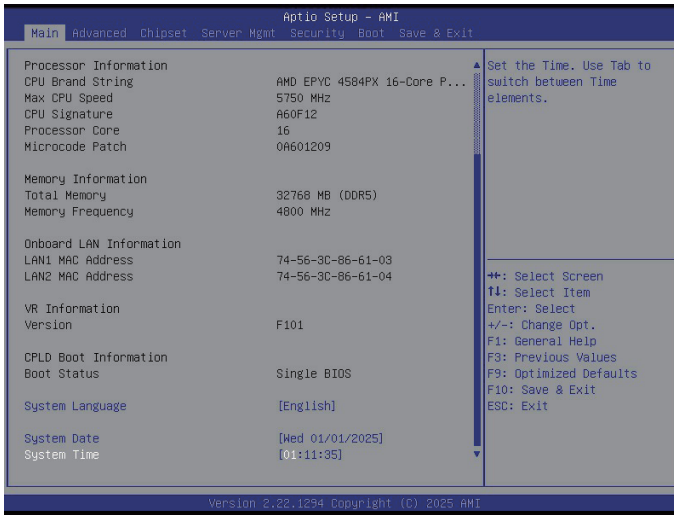 Aptio Setup – AMI
Main Advanced Chipset Server Mgmt Security Boot Save & Exit
Processor Information
CPU Brand String AMD EPYC 4584PX 16-Core P...
Max CPU Speed 5750 MHz
CPU Signature A60F12
Processor Core 16
Microcode Patch 0A601209
Memory Information
Total Memory 32768 MB (DDR5)
Memory Frequency 4800 MHz
Onboard LAN Information
LAN1 MAC Address 74-56-3C-86-61-03
LAN2 MAC Address 74-56-3C-86-61-04
VR Information
Version F101
CPLD Boot Information
Boot Status Single BIOS
System Language [English]
System Date [Wed 01/01/2025]
System Time [01:11:35]
Set the Time. Use Tab to
switch between Time
elements.
→←: Select Screen
↑↓: Select Item
Enter: Select
+/-: Change Opt.
F1: General Help
F3: Previous Values
F9: Optimized Defaults
F10: Save & Exit
ESC: Exit
Version 2.22.1294 Copyright (C) 2025 AMI